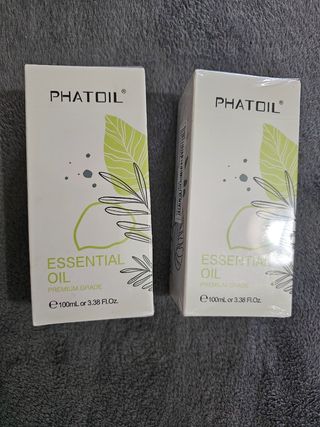 PHATOIL®
ESSENTIAL
OIL
PREMIUM GRADE
℮100mL or 3.38 Fl.Oz.
PHATOIL®
ESSENTIAL
OIL
PREMIUM GRADE
℮100mL or 3.38 Fl.Oz.